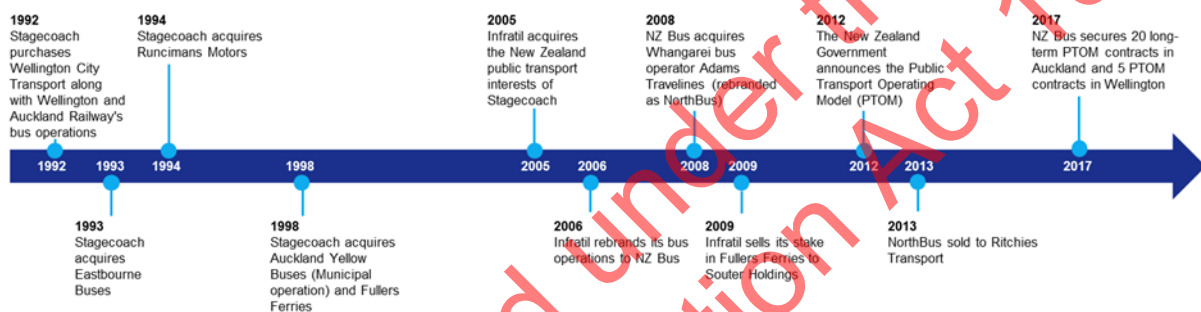 1992
Stagecoach
purchases
Wellington City
Transport along
with Wellington and
Auckland Railway's
bus operations
1994
Stagecoach acquires
Runcimans Motors
2005
Infratil acquires
the New Zealand
public transport
interests of
Stagecoach
2008
NZ Bus acquires
Whangarei bus
operator Adams
Travelines (rebranded
as NorthBus)
2012
The New Zealand
Government
announces the Public
Transport Operating
Model (PTOM)
2017
NZ Bus secures 20 long-
term PTOM contracts in
Auckland and 5 PTOM
contracts in Wellington
1992 1993 1994 1998 2005 2006 2008 2009 2012 2013 2017
1993
Stagecoach
acquires
Eastbourne
Buses
1998
Stagecoach acquires
Auckland Yellow
Buses (Municipal
operation) and Fullers
Ferries
2006
Infratil rebrands its bus
operations to NZ Bus
2009
Infratil sells its stake
in Fullers Ferries to
Souter Holdings
2013
NorthBus sold to Ritchies
Transport
under
Act